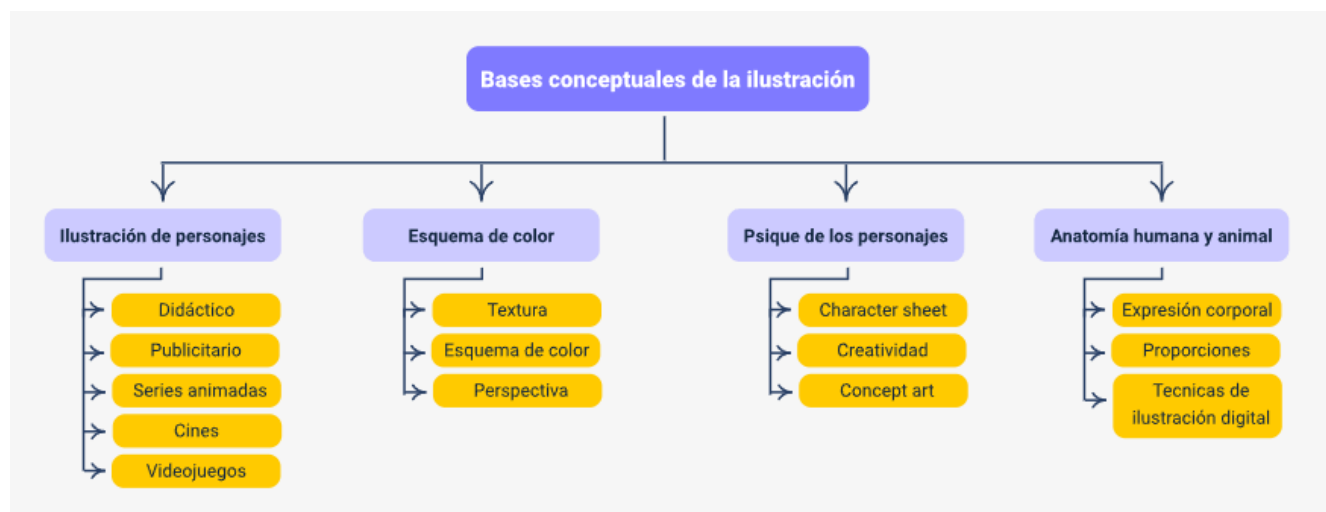 Bases conceptuales de la ilustración
Ilustración de personajes
Didáctico
Publicitario
Series animadas
Cines
Videojuegos
Esquema de color
Textura
Esquema de color
Perspectiva
Psique de los personajes
Character sheet
Creatividad
Concept art
Anatomía humana y animal
Expresión corporal
Proporciones
Tecnicas de
ilustración digital